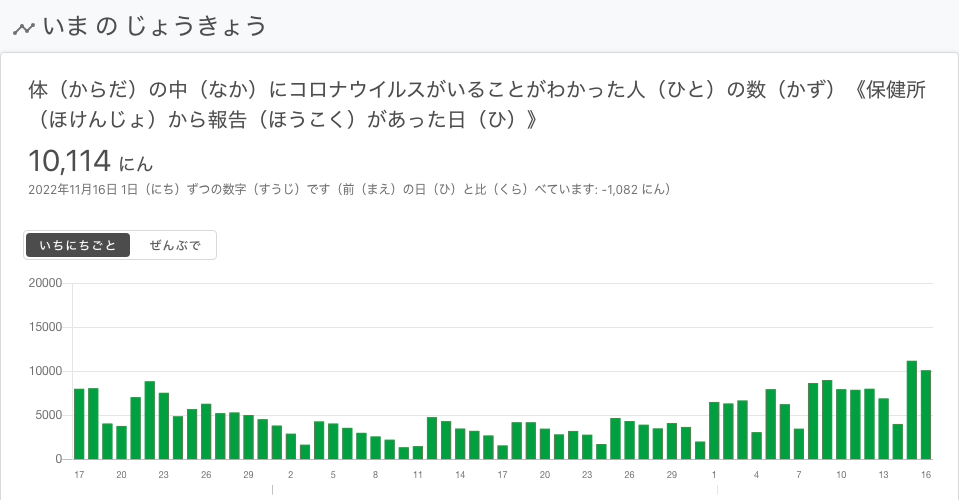 いま の じょうきょう
体（からだ）の中（なか）にコロナウイルスがいることがわかった人（ひと）の数（かず）《保健所
（ほけんじょ）から報告（ほうこく）があった日（ひ）》
10,114 にん
2022年11月16日 1日（にち）ずつの数字（すうじ）です（前（まえ）の日（ひ）と比（くら）べています: -1,082 にん）
いちにちごと ぜんぶで
20000
15000
10000
5000
0
17 20 23 26 29 2 5 8 11 14 17 20 23 26 29 1 4 7 10 13 16